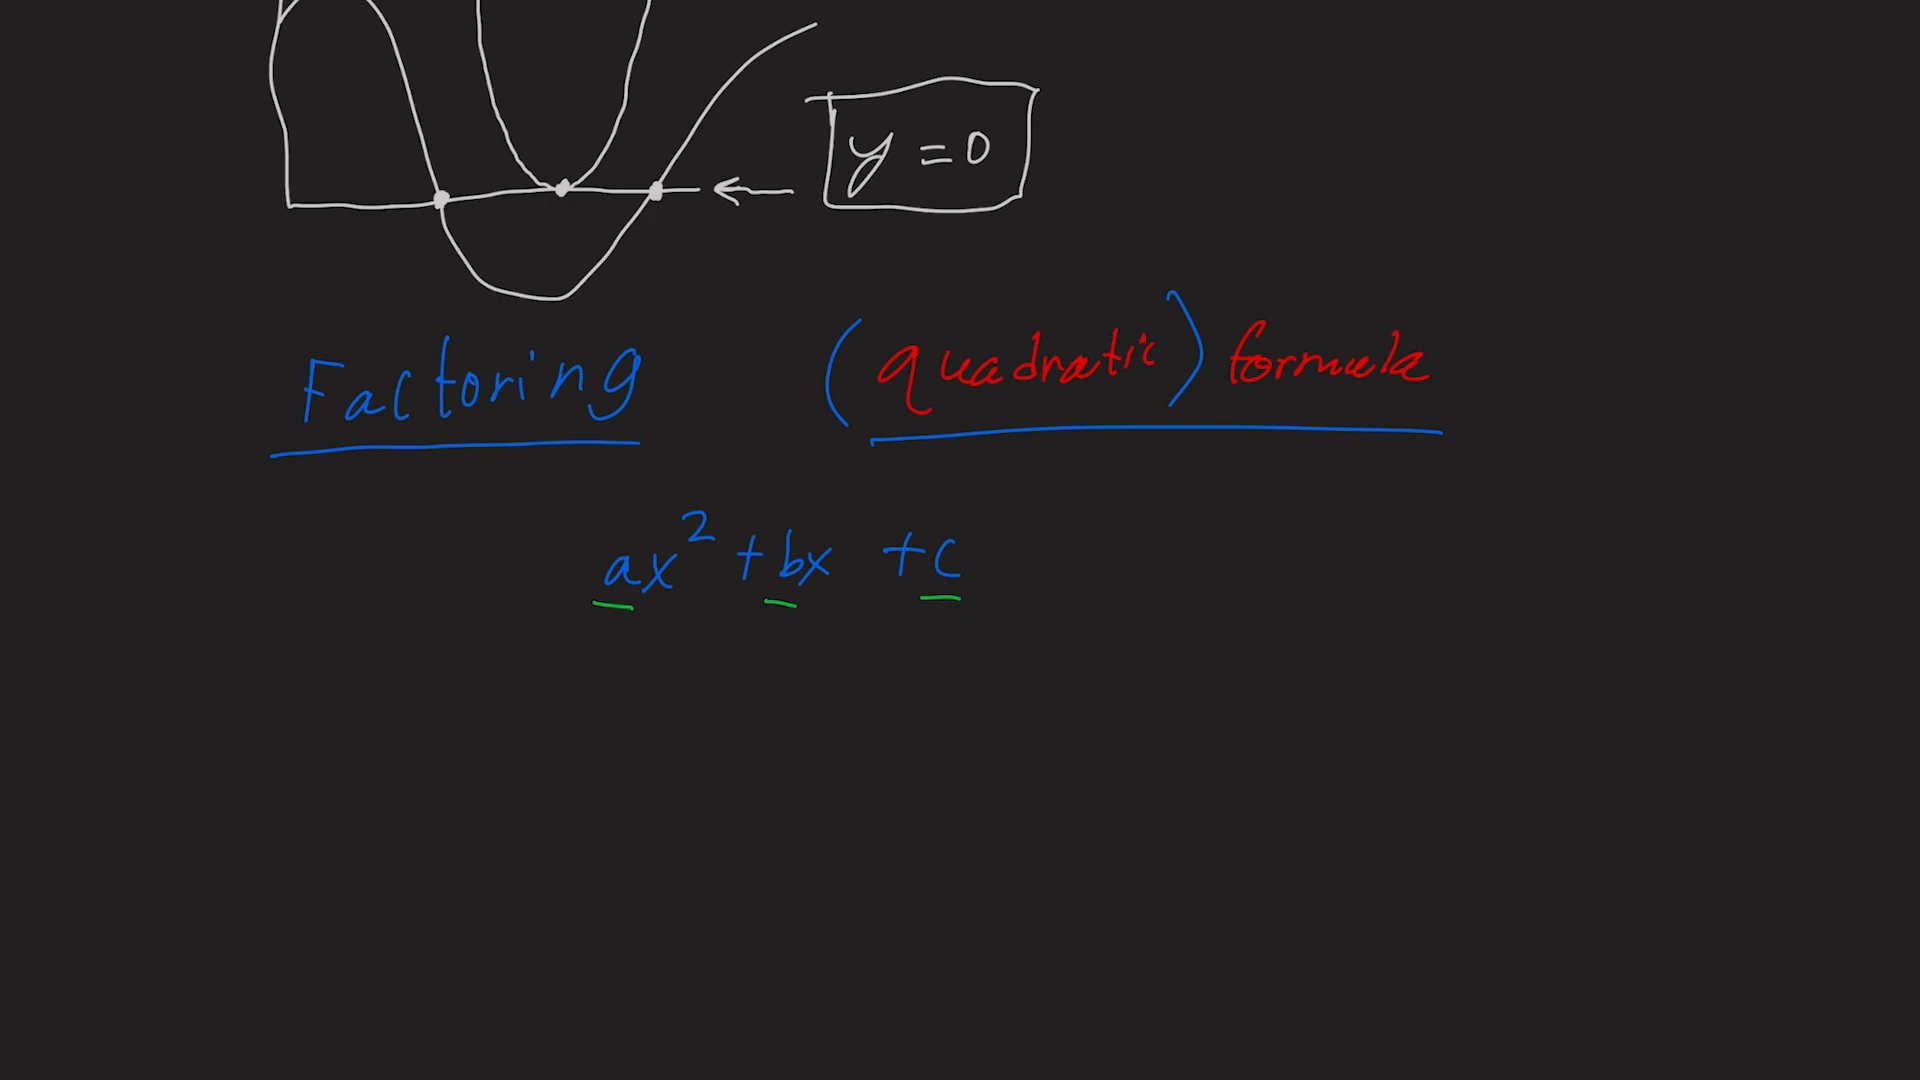 y = 0
Factoring (quadratic) formula
ax² + bx + c